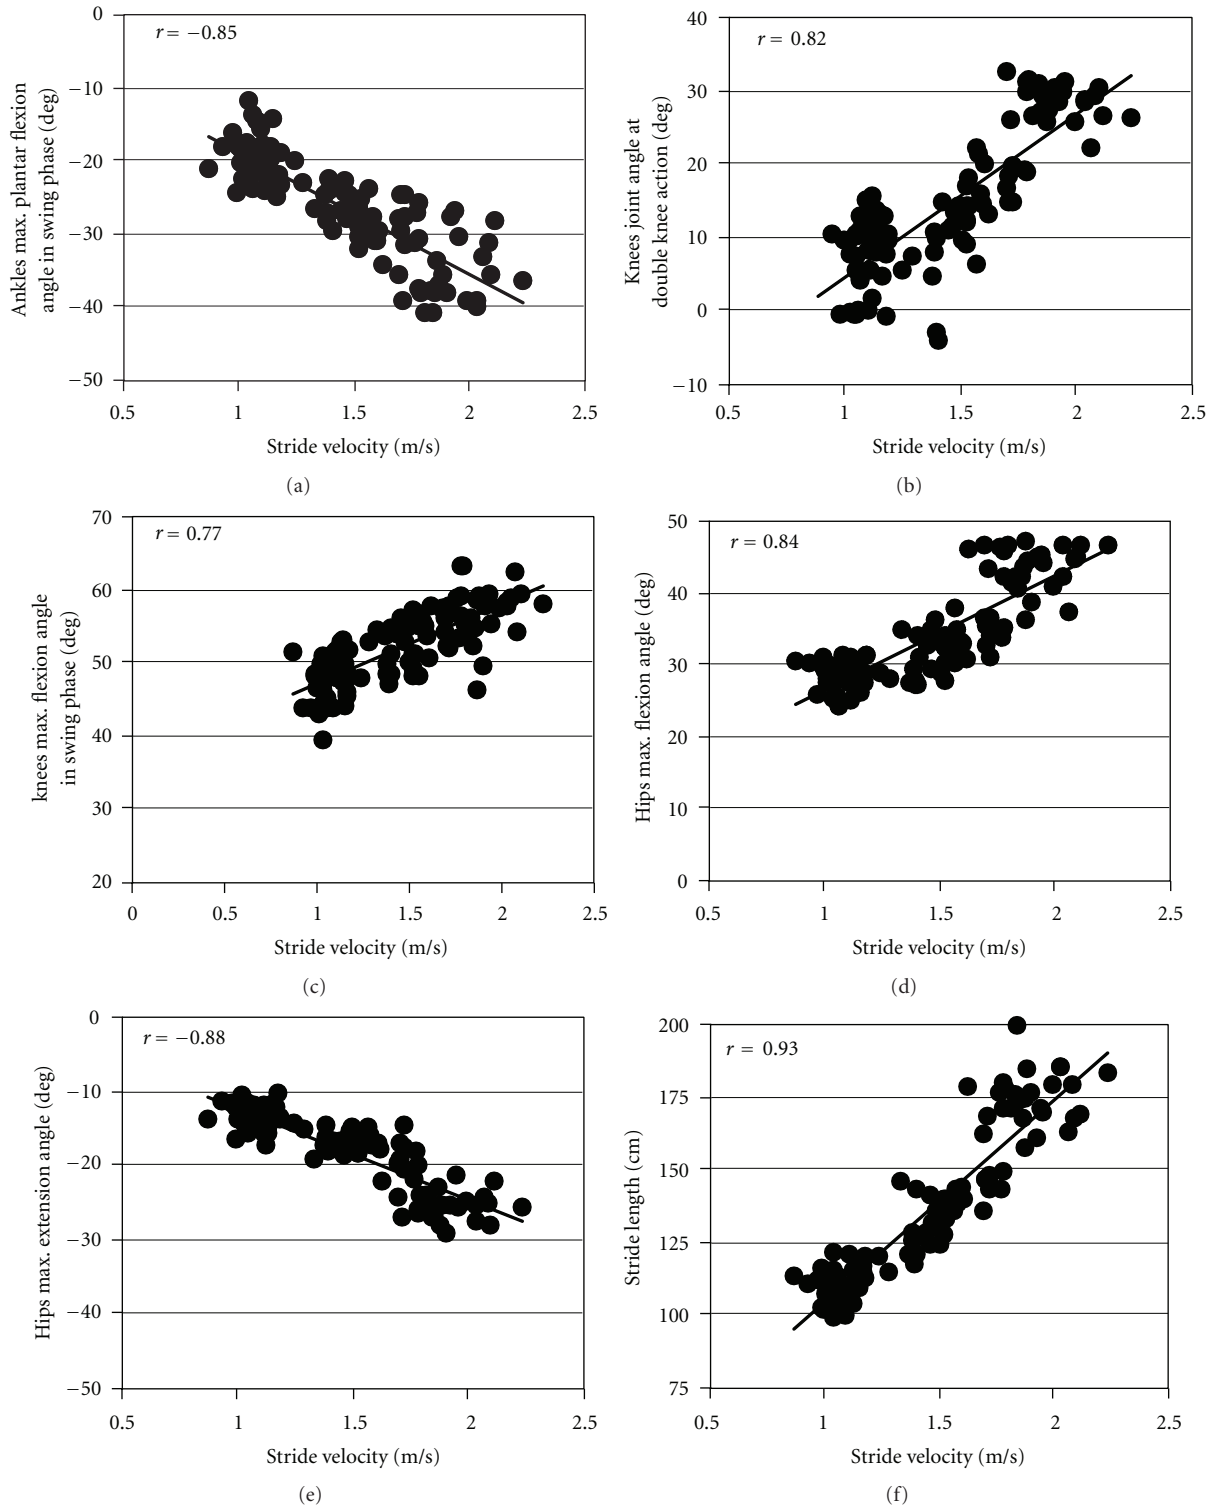 0
−10
−20
−30
−40
−50
r = −0.85
Ankles max. plantar flexion
angle in swing phase (deg)
0.5 1 1.5 2 2.5
Stride velocity (m/s)
(a)
40
30
20
10
0
−10
r = 0.82
Knees joint angle at
double knee action (deg)
0.5 1 1.5 2 2.5
Stride velocity (m/s)
(b)
70
60
50
40
30
20
r = 0.77
knees max. flexion angle
in swing phase (deg)
0 0.5 1 1.5 2 2.5
Stride velocity (m/s)
(c)
50
40
30
20
10
0
r = 0.84
Hips max. flexion angle (deg)
0.5 1 1.5 2 2.5
Stride velocity (m/s)
(d)
0
−10
−20
−30
−40
−50
r = −0.88
Hips max. extension angle (deg)
0.5 1 1.5 2 2.5
Stride velocity (m/s)
(e)
200
175
150
125
100
75
r = 0.93
Stride length (cm)
0.5 1 1.5 2 2.5
Stride velocity (m/s)
(f)